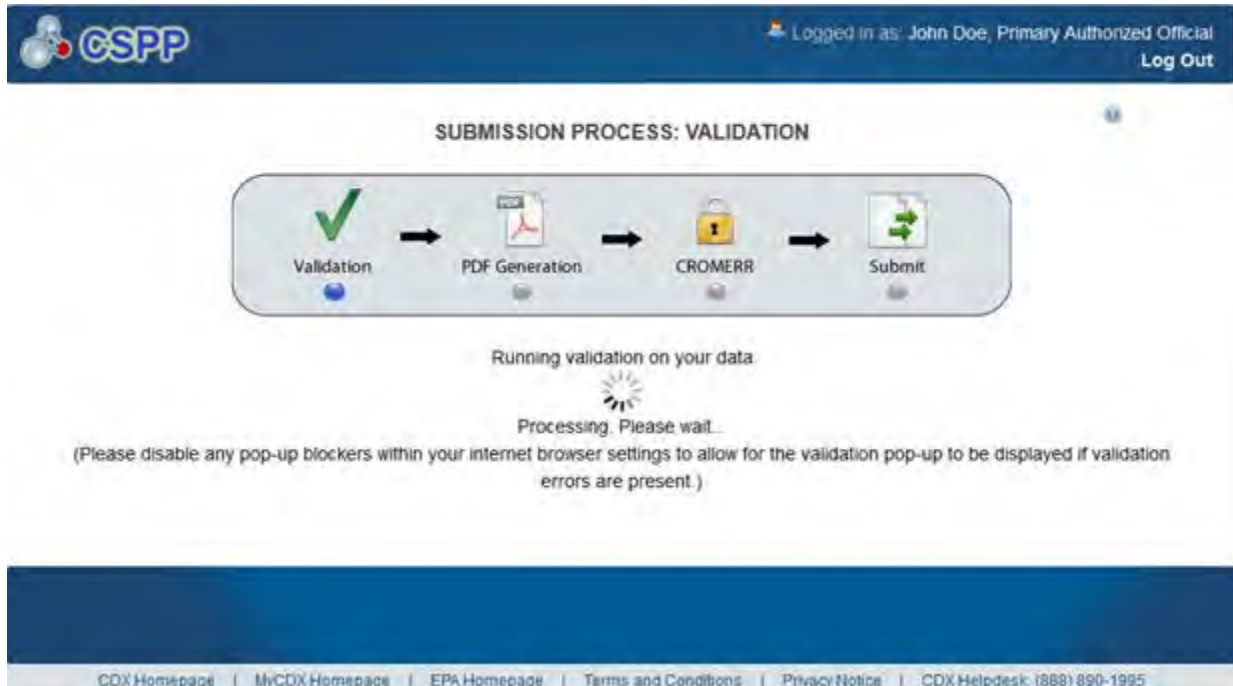 CSPP
Logged in as: John Doe, Primary Authorized Official
Log Out
SUBMISSION PROCESS: VALIDATION
PDF
Validation
PDF Generation
CROMERR
Submit
Running validation on your data
Processing. Please wait...
(Please disable any pop-up blockers within your internet browser settings to allow for the validation pop-up to be displayed if validation
errors are present.)
CDX Homepage | MyCDX Homepage | EPA Homepage | Terms and Conditions | Privacy Notice | CDX Helpdesk: (888) 890-1995